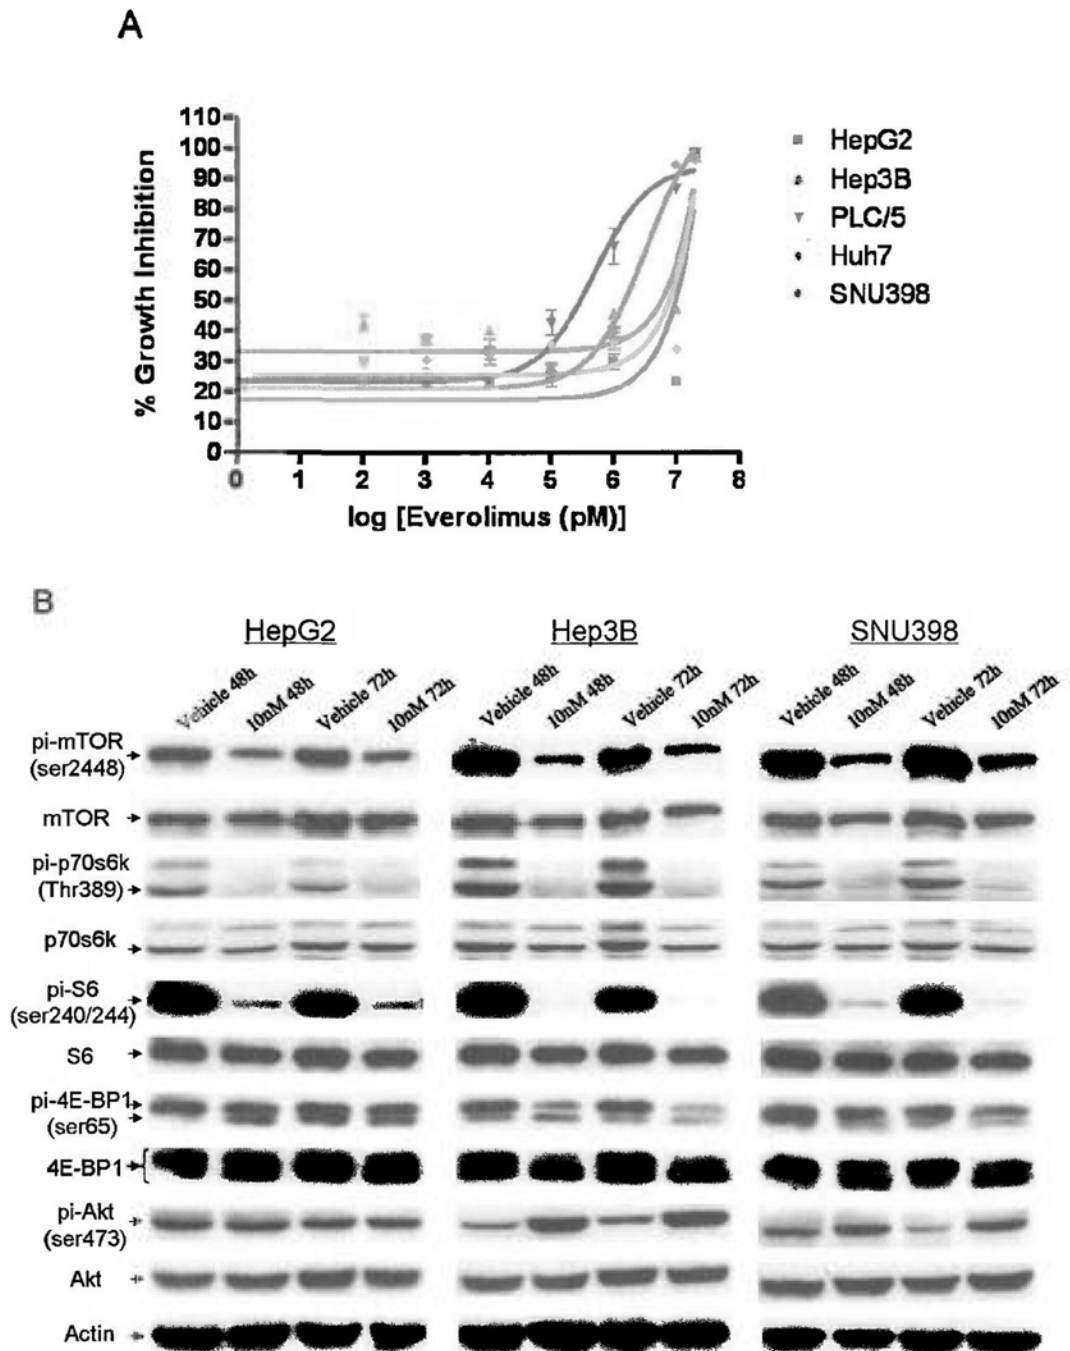 A
110
100
90
80
70
60
50
40
30
20
10
0
% Growth Inhibition
0 1 2 3 4 5 6 7 8
log [Everolimus (pM)]
HepG2
Hep3B
PLC/5
Huh7
SNU398
B
HepG2 Hep3B SNU398
Vehicle 48h 10nM 48h Vehicle 72h 10nM 72h Vehicle 48h 10nM 48h Vehicle 72h 10nM 72h Vehicle 48h 10nM 48h Vehicle 72h 10nM 72h
pi-mTOR
(ser2448)
mTOR
pi-p70s6k
(Thr389)
p70s6k
pi-S6
(ser240/244)
S6
pi-4E-BP1
(ser65)
4E-BP1
pi-Akt
(ser473)
Akt
Actin